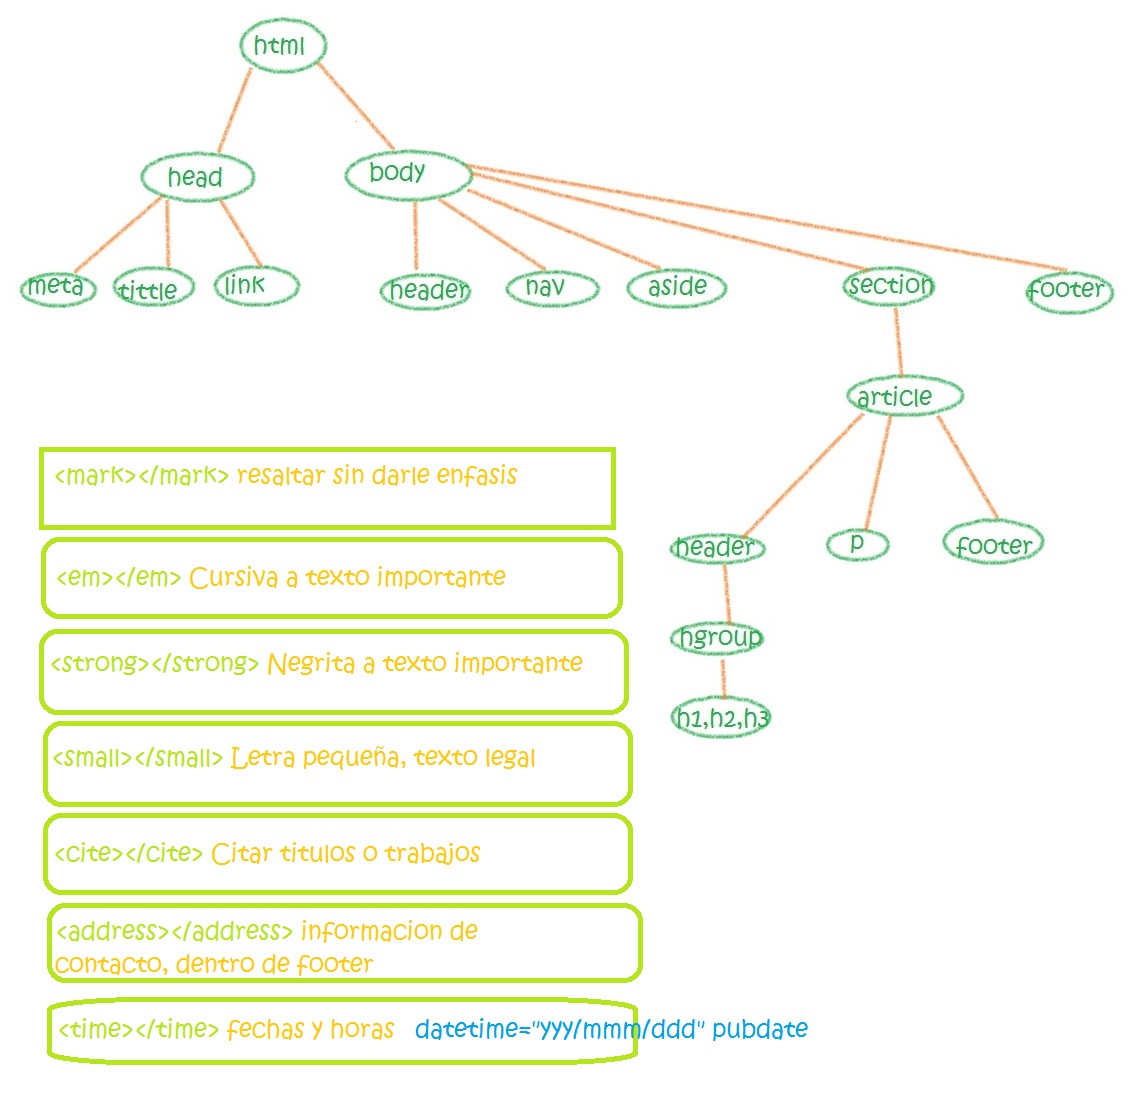 html
head
body
meta
tittle
link
header
nav
aside
section
footer
article
header
p
footer
hgroup
h1,h2,h3
<mark></mark> resaltar sin darle enfasis
<em></em> Cursiva a texto importante
<strong></strong> Negrita a texto importante
<small></small> Letra pequeña, texto legal
<cite></cite> Citar titulos o trabajos
<address></address> informacion de
contacto, dentro de footer
<time></time> fechas y horas datetime="yyy/mmm/ddd" pubdate